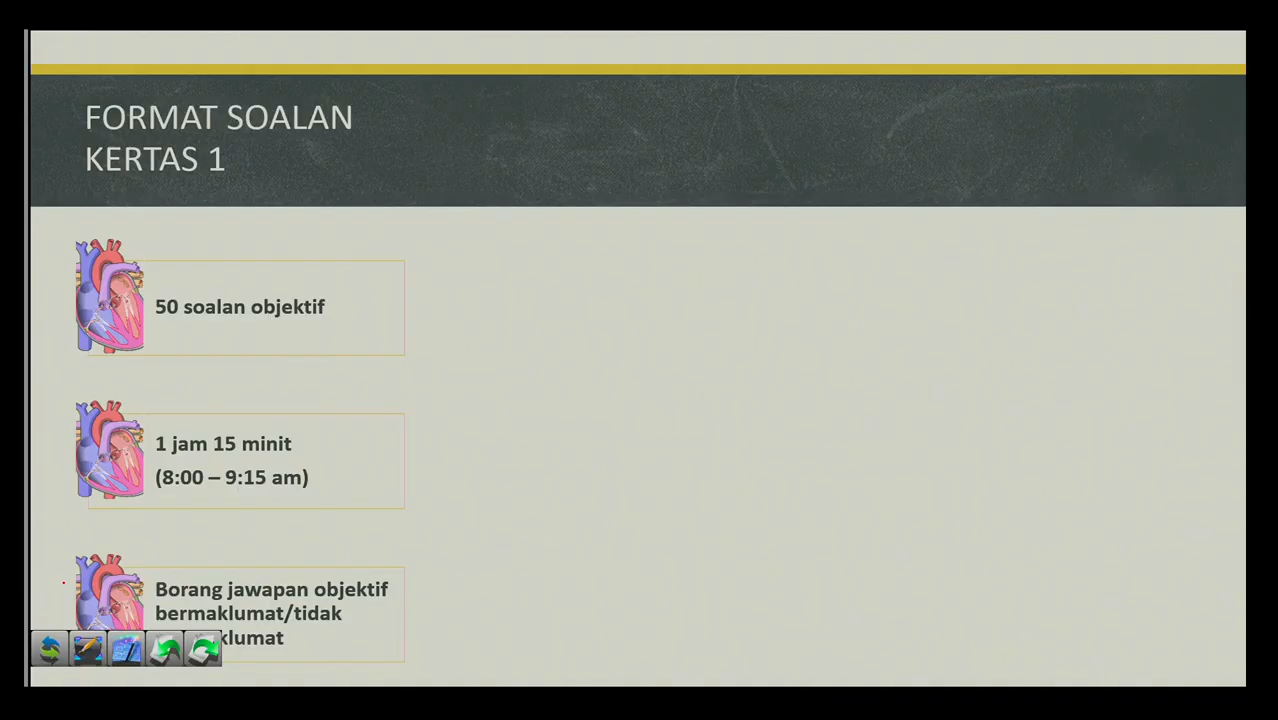 FORMAT SOALAN
KERTAS 1
50 soalan objektif
1 jam 15 minit
(8:00 – 9:15 am)
Borang jawapan objektif
bermaklumat/tidak
klumat